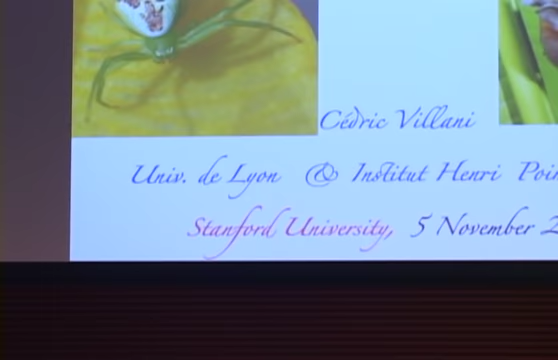 Cédric Villani
Univ. de Lyon @ Institut Henri
Stanford University, 5 November